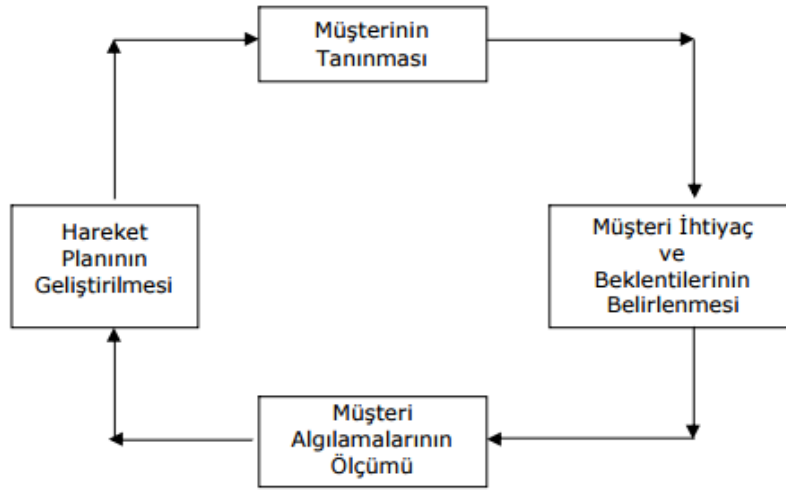 Müşterinin
Tanınması
Müşteri İhtiyaç
ve
Beklentilerinin
Belirlenmesi
Müşteri
Algılamalarının
Ölçümü
Hareket
Planının
Geliştirilmesi